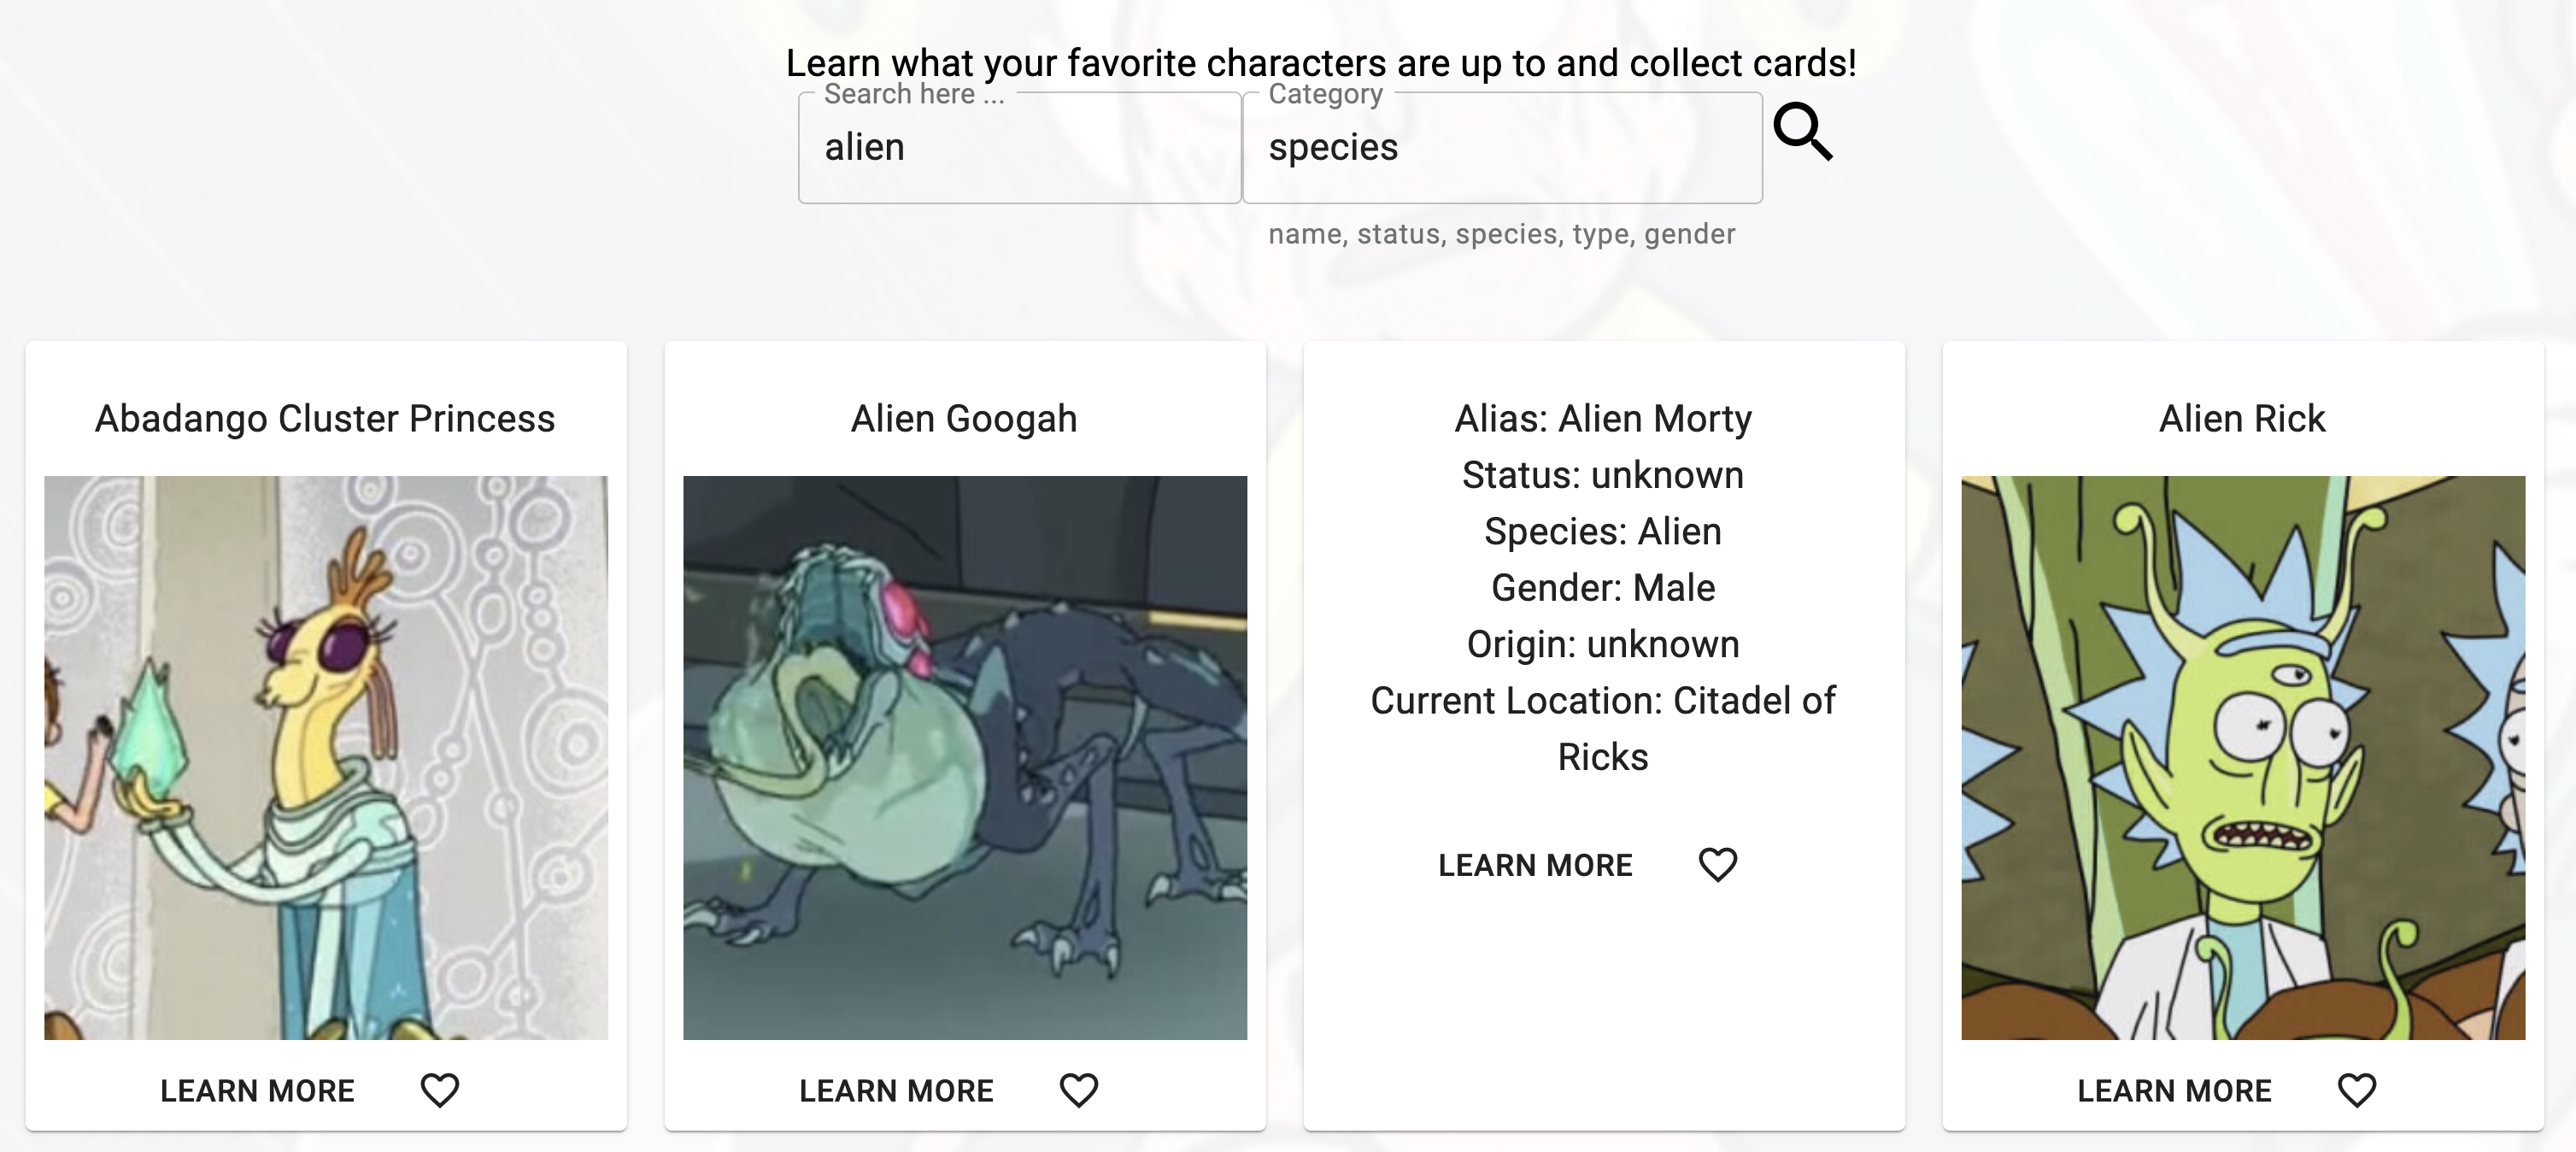 Learn what your favorite characters are up to and collect cards!
Search here ...
alien
Category
species
name, status, species, type, gender
Abadango Cluster Princess
LEARN MORE
Alien Googah
LEARN MORE
Alias: Alien Morty
Status: unknown
Species: Alien
Gender: Male
Origin: unknown
Current Location: Citadel of
Ricks
LEARN MORE
Alien Rick
LEARN MORE